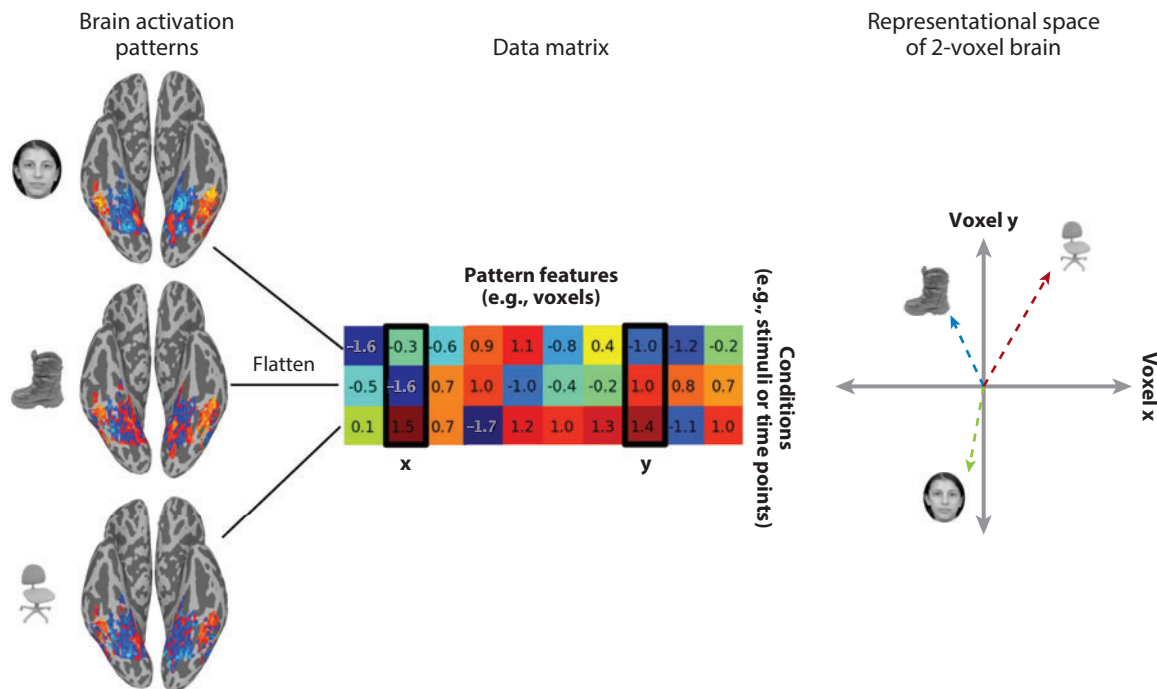 Brain activation
patterns
Data matrix
Representational space
of 2-voxel brain
Flatten
Pattern features
(e.g., voxels)
-1.6 -0.3 -0.6 0.9 1.1 -0.8 0.4 -1.0 -1.2 -0.2
-0.5 -1.6 0.7 1.0 -1.0 -0.4 -0.2 1.0 0.8 0.7
0.1 1.5 0.7 -1.7 1.2 1.0 1.3 1.4 -1.1 1.0
x y
Conditions
(e.g., stimuli or time points)
Voxel y
Voxel x